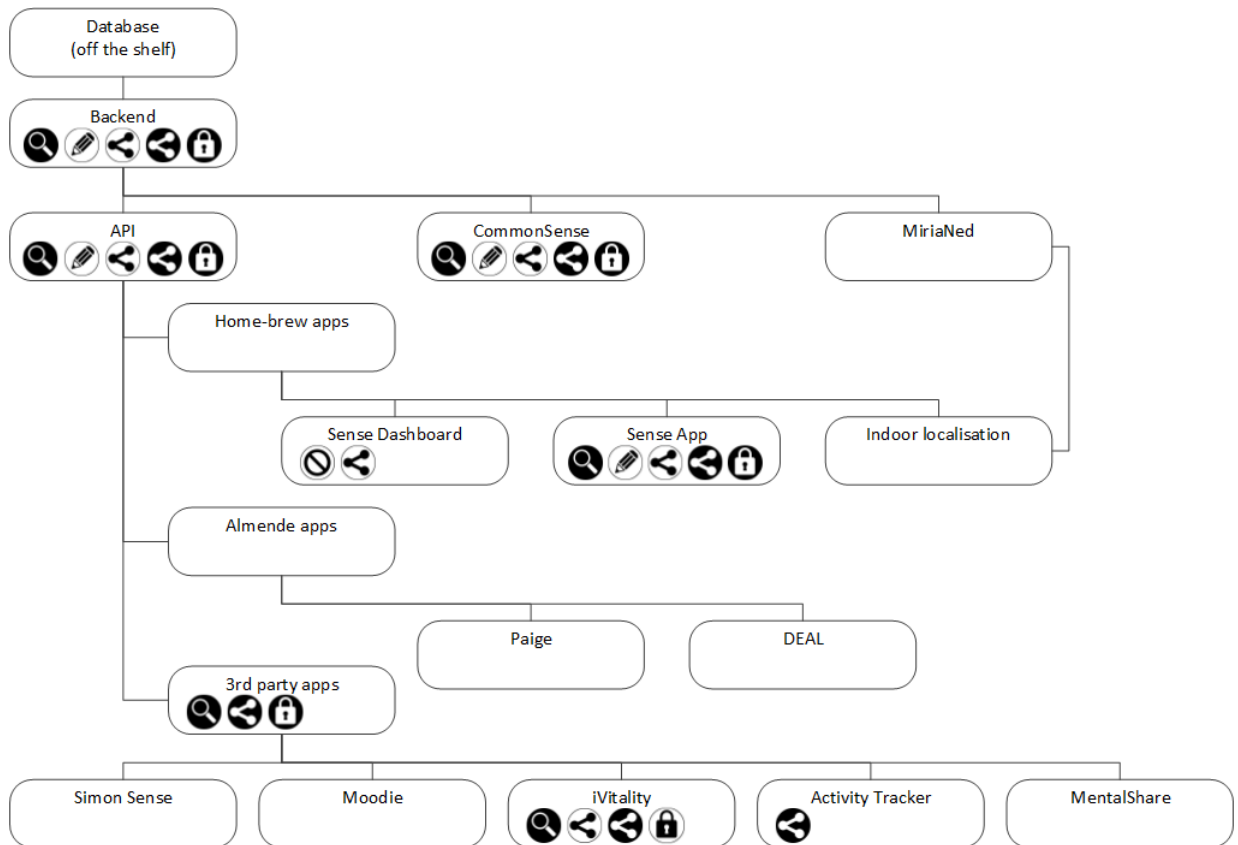 Database
(off the shelf)
Backend
API
CommonSense
MiriaNed
Home-brew apps
Sense Dashboard
Sense App
Indoor localisation
Almende apps
Paige
DEAL
3rd party apps
Simon Sense
Moodie
iVitality
Activity Tracker
MentalShare